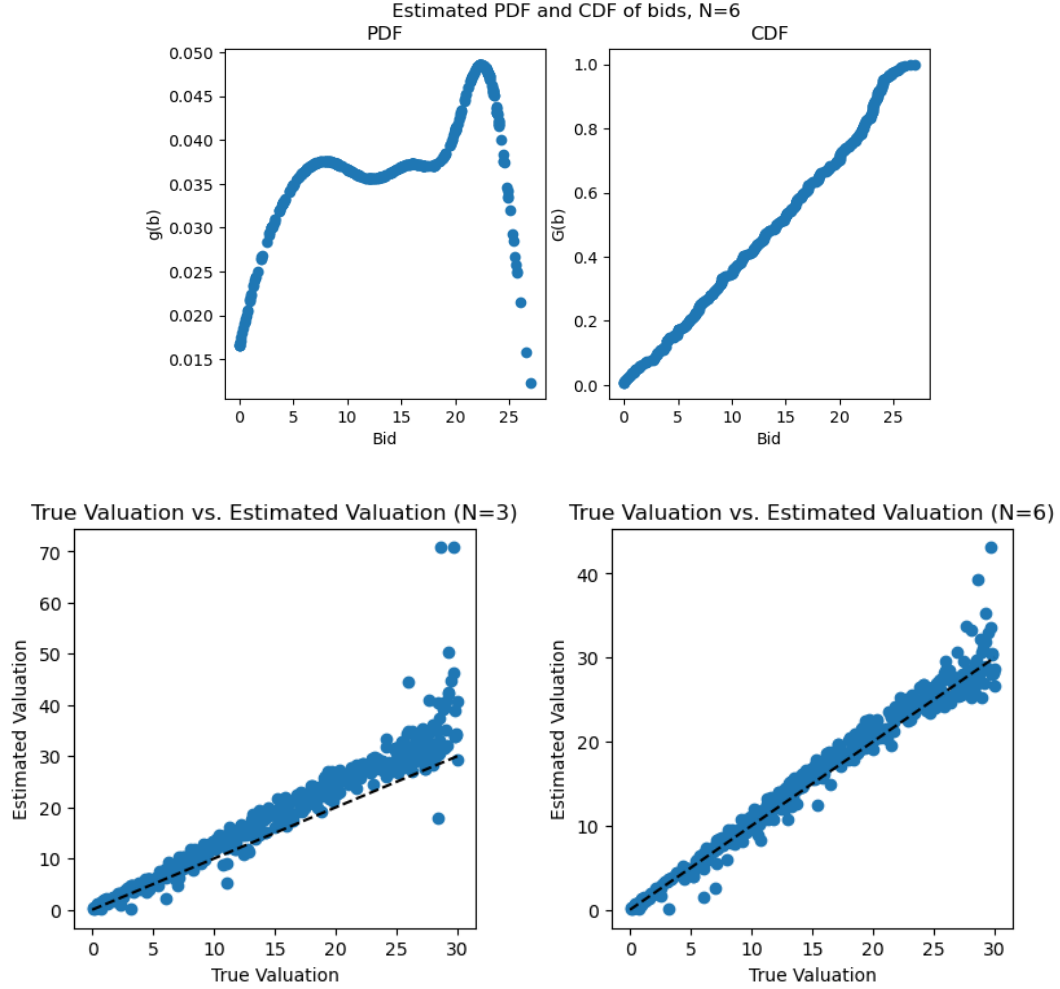 Estimated PDF and CDF of bids, N=6
PDF
CDF
0.050
0.045
0.040
0.035
0.030
0.025
0.020
0.015
g(b)
0 5 10 15 20 25
Bid
1.0
0.8
0.6
0.4
0.2
0.0
G(b)
0 5 10 15 20 25
Bid
True Valuation vs. Estimated Valuation (N=3)
70
60
50
40
30
20
10
0
Estimated Valuation
0 5 10 15 20 25 30
True Valuation
True Valuation vs. Estimated Valuation (N=6)
40
30
20
10
0
Estimated Valuation
0 5 10 15 20 25 30
True Valuation